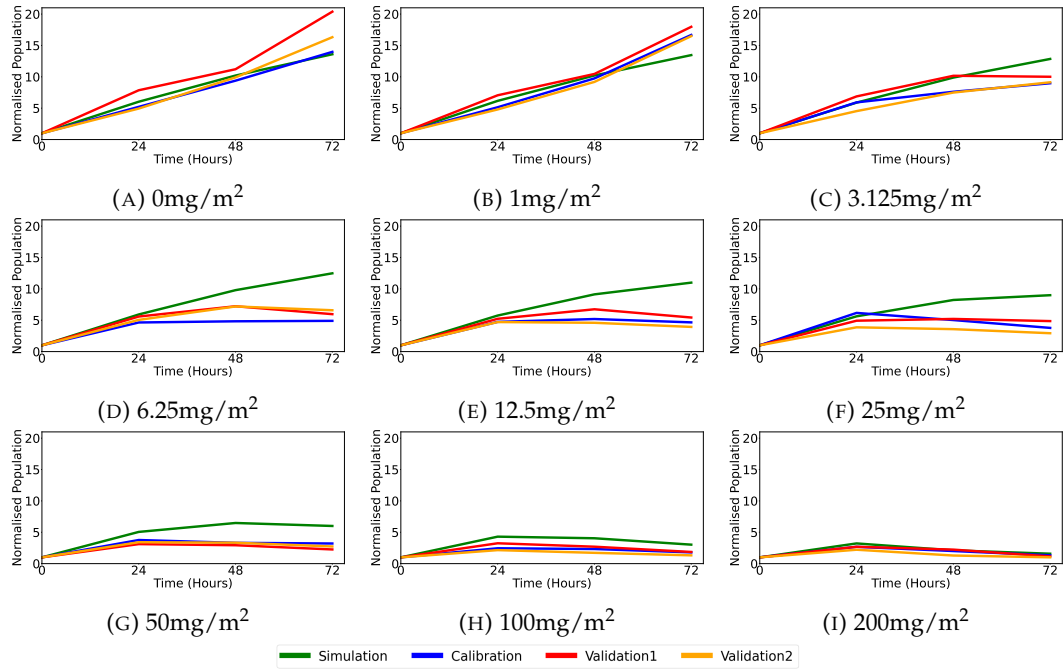 Normalised Population
20
15
10
5
0
0 24 48 72
Time (Hours)
(A) 0mg/m²
Normalised Population
20
15
10
5
0
0 24 48 72
Time (Hours)
(B) 1mg/m²
Normalised Population
20
15
10
5
0
0 24 48 72
Time (Hours)
(C) 3.125mg/m²
Normalised Population
20
15
10
5
0
0 24 48 72
Time (Hours)
(D) 6.25mg/m²
Normalised Population
20
15
10
5
0
0 24 48 72
Time (Hours)
(E) 12.5mg/m²
Normalised Population
20
15
10
5
0
0 24 48 72
Time (Hours)
(F) 25mg/m²
Normalised Population
20
15
10
5
0
0 24 48 72
Time (Hours)
(G) 50mg/m²
Normalised Population
20
15
10
5
0
0 24 48 72
Time (Hours)
(H) 100mg/m²
Normalised Population
20
15
10
5
0
0 24 48 72
Time (Hours)
(I) 200mg/m²
Simulation Calibration Validation1 Validation2